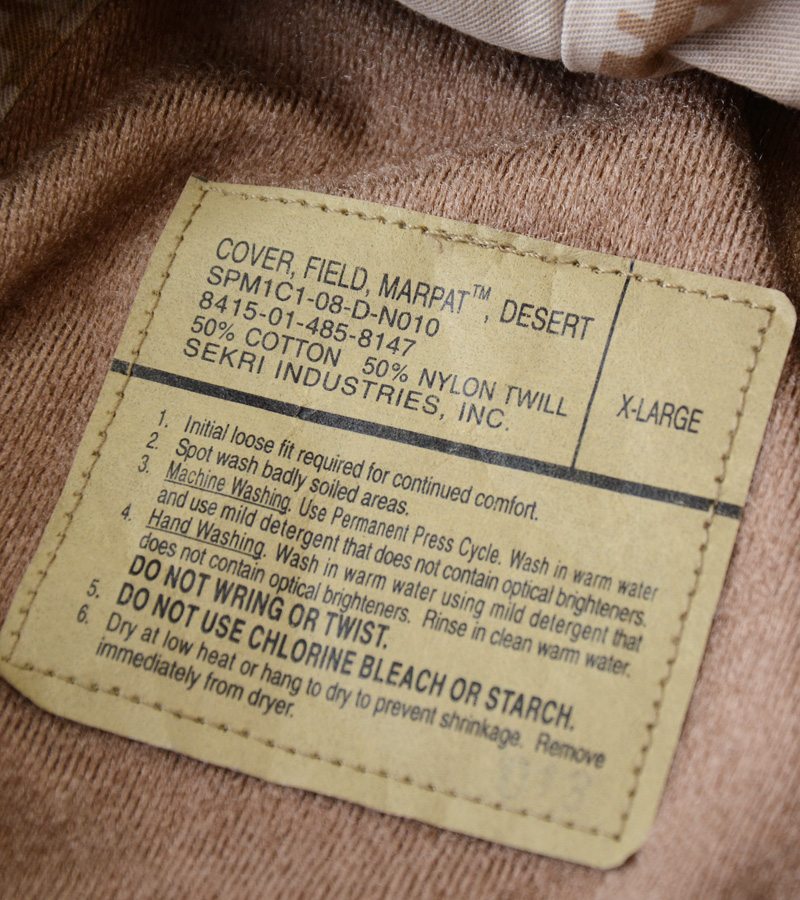 COVER, FIELD, MARPAT™, DESERT
SPM1C1-08-D-N010
8415-01-485-8147
50% COTTON 50% NYLON TWILL
SEKRI INDUSTRIES, INC.
X-LARGE
1. Initial loose fit required for continued comfort.
2. Spot wash badly soiled areas.
3. Machine Washing. Use Permanent Press Cycle. Wash in warm water
and use mild detergent that does not contain optical brighteners.
4. Hand Washing. Wash in warm water using mild detergent that
does not contain optical brighteners. Rinse in clean warm water.
DO NOT WRING OR TWIST.
5. DO NOT USE CHLORINE BLEACH OR STARCH.
6. Dry at low heat or hang to dry to prevent shrinkage. Remove
immediately from dryer.